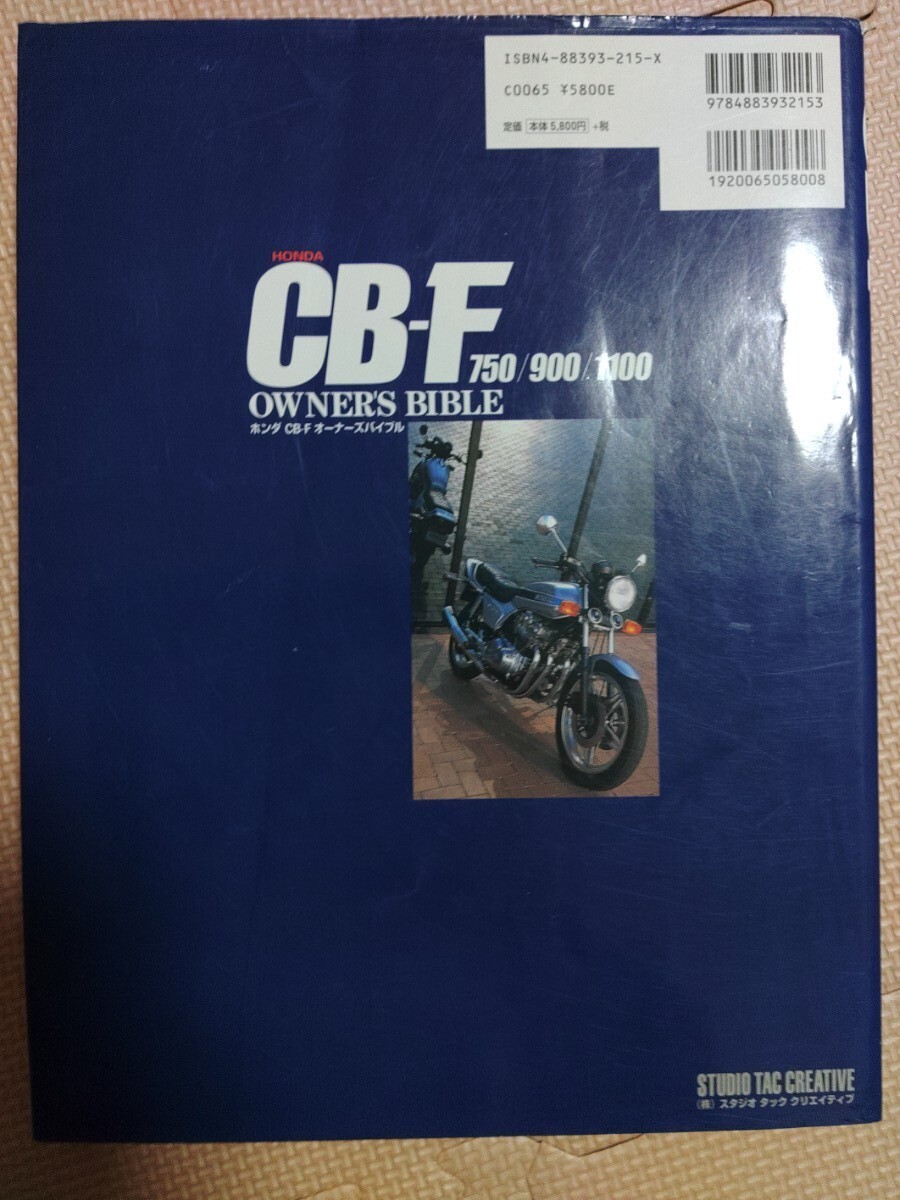 ISBN4-88393-215-X
C0065 ¥5800E
定価 本体5,800円 +税
9784883932153
1920065058008
HONDA
CB-F 750/900/1100
OWNER'S BIBLE
ホンダ CB-F オーナーズバイブル
STUDIO TAC CREATIVE
(株) スタジオ タック クリエイティブ